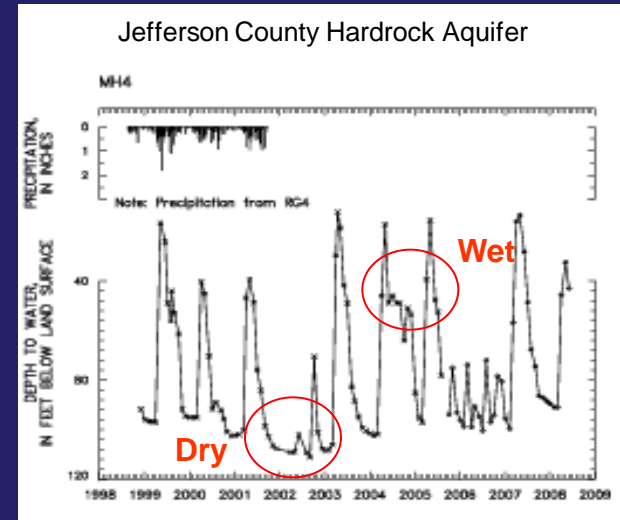 Jefferson County Hardrock Aquifer
MH4
PRECIPITATION,
IN INCHES
0
1
2
Note: Precipitation from RG4
DEPTH TO WATER,
IN FEET BELOW LAND SURFACE
40
80
120
Wet
Dry
1998 1999 2000 2001 2002 2003 2004 2005 2006 2007 2008 2009